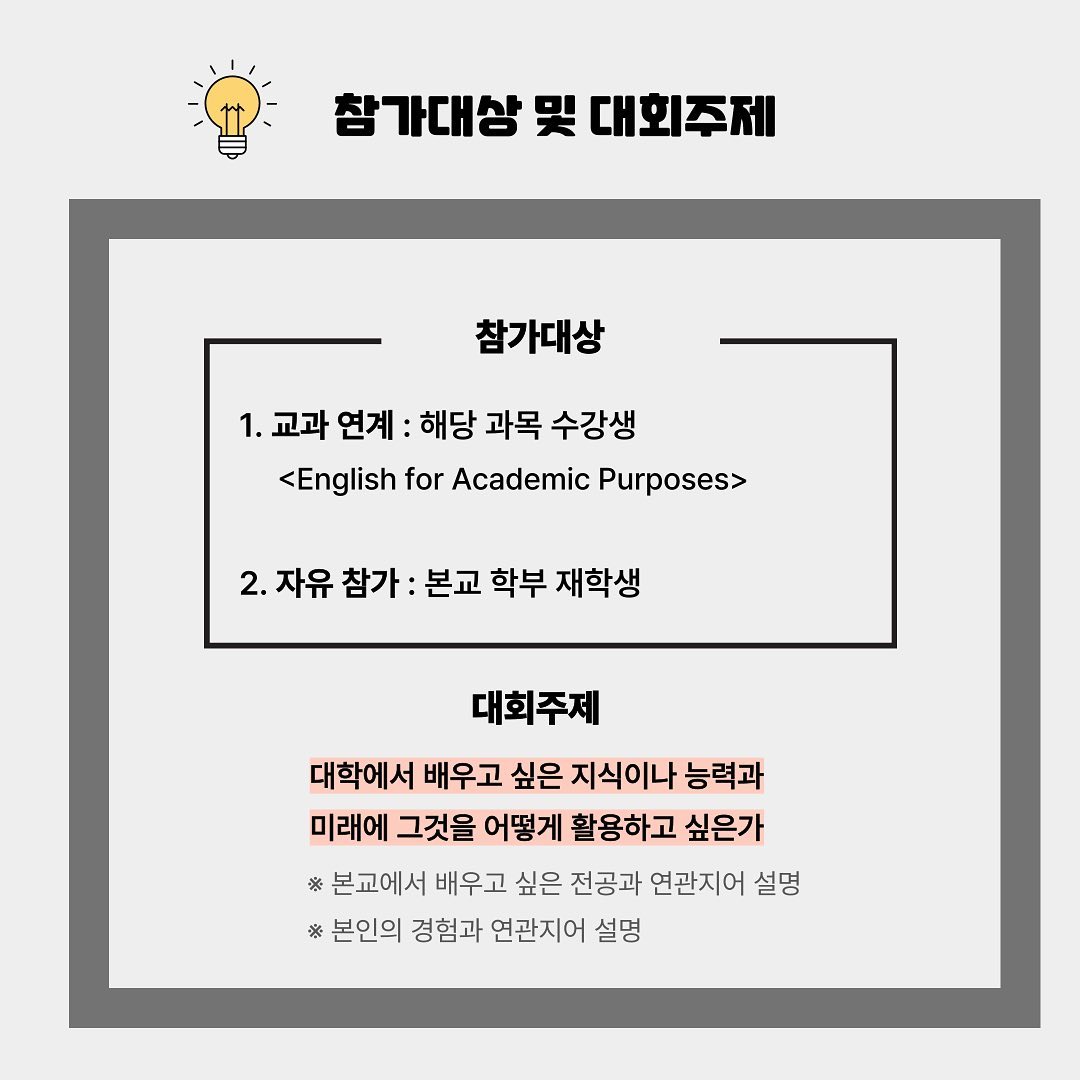 참가대상 및 대회주제
참가대상
1. 교과 연계 : 해당 과목 수강생
<English for Academic Purposes>
2. 자유 참가 : 본교 학부 재학생
대회주제
대학에서 배우고 싶은 지식이나 능력과
미래에 그것을 어떻게 활용하고 싶은가
※ 본교에서 배우고 싶은 전공과 연관지어 설명
※ 본인의 경험과 연관지어 설명